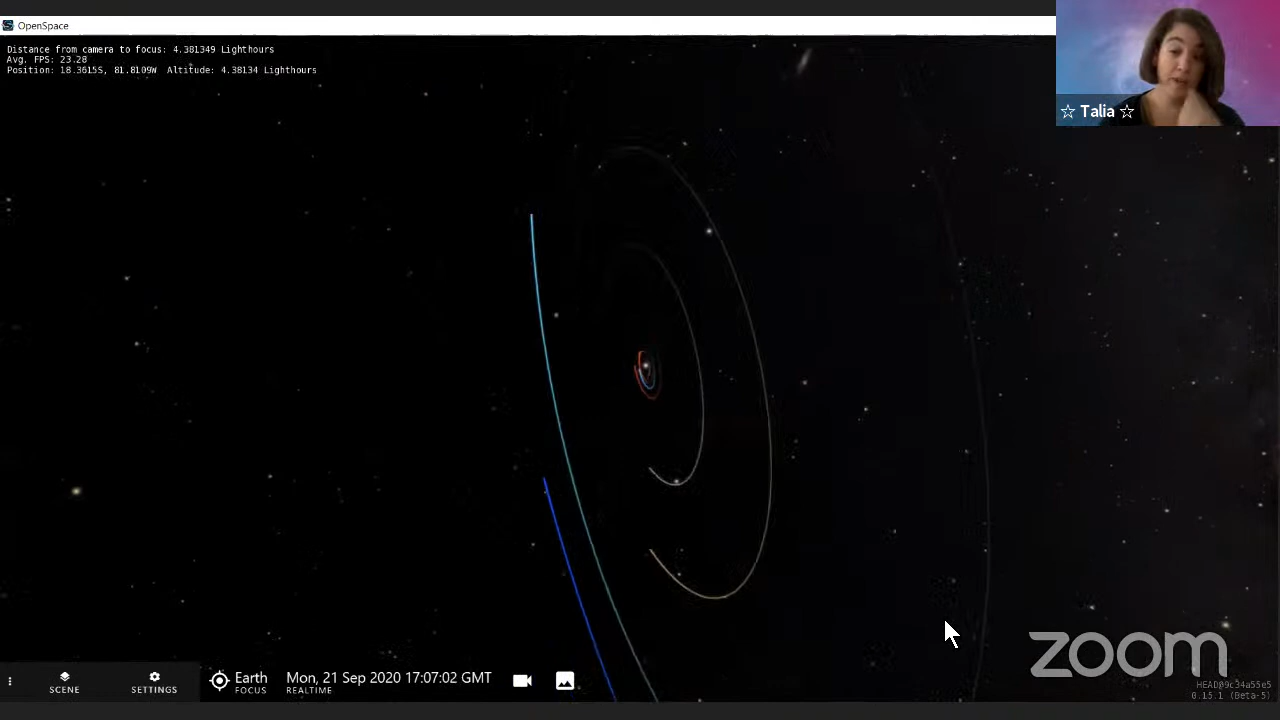 OpenSpace
Distance from camera to focus: 4.381349 Lighthours
Avg. FPS: 23.28
Position: 18.3615S, 81.8109W  Altitude: 4.38134 Lighthours
☆ Talia ☆
SCENE
SETTINGS
Earth
FOCUS
Mon, 21 Sep 2020 17:07:02 GMT
REALTIME
zoom
0.15.1 (Beta-5)